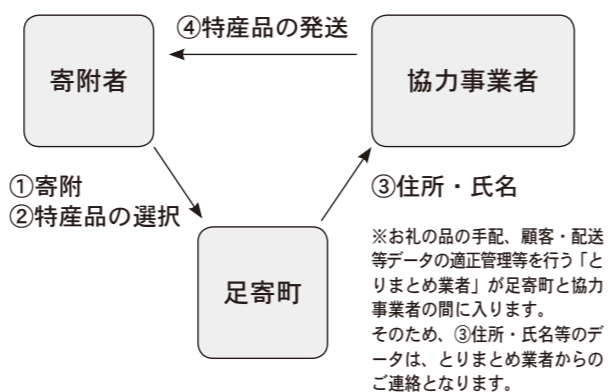 ④特産品の発送
寄附者
協力事業者
①寄附
②特産品の選択
③住所・氏名
足寄町
※お礼の品の手配、顧客・配送
等データの適正管理等を行う「と
りまとめ業者」が足寄町と協力
事業者の間に入ります。
そのため、③住所・氏名等のデ
ータは、とりまとめ業者からの
ご連絡となります。